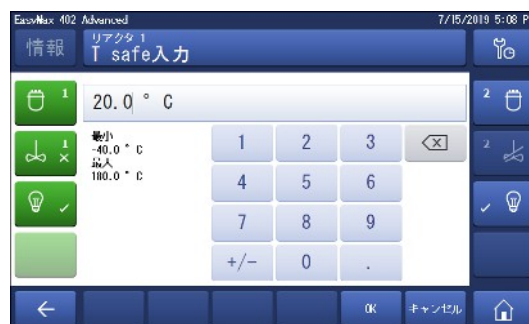 EasyMax 402 Advanced
7/15/2019 5:08 P
情報
リアクタ 1
T safe入力
1
20.0 ° C
2
1
最小
-40.0 ° C
最大
180.0 ° C
1 2 3
2
4 5 6
7 8 9
+/- 0 .
OK キャンセル